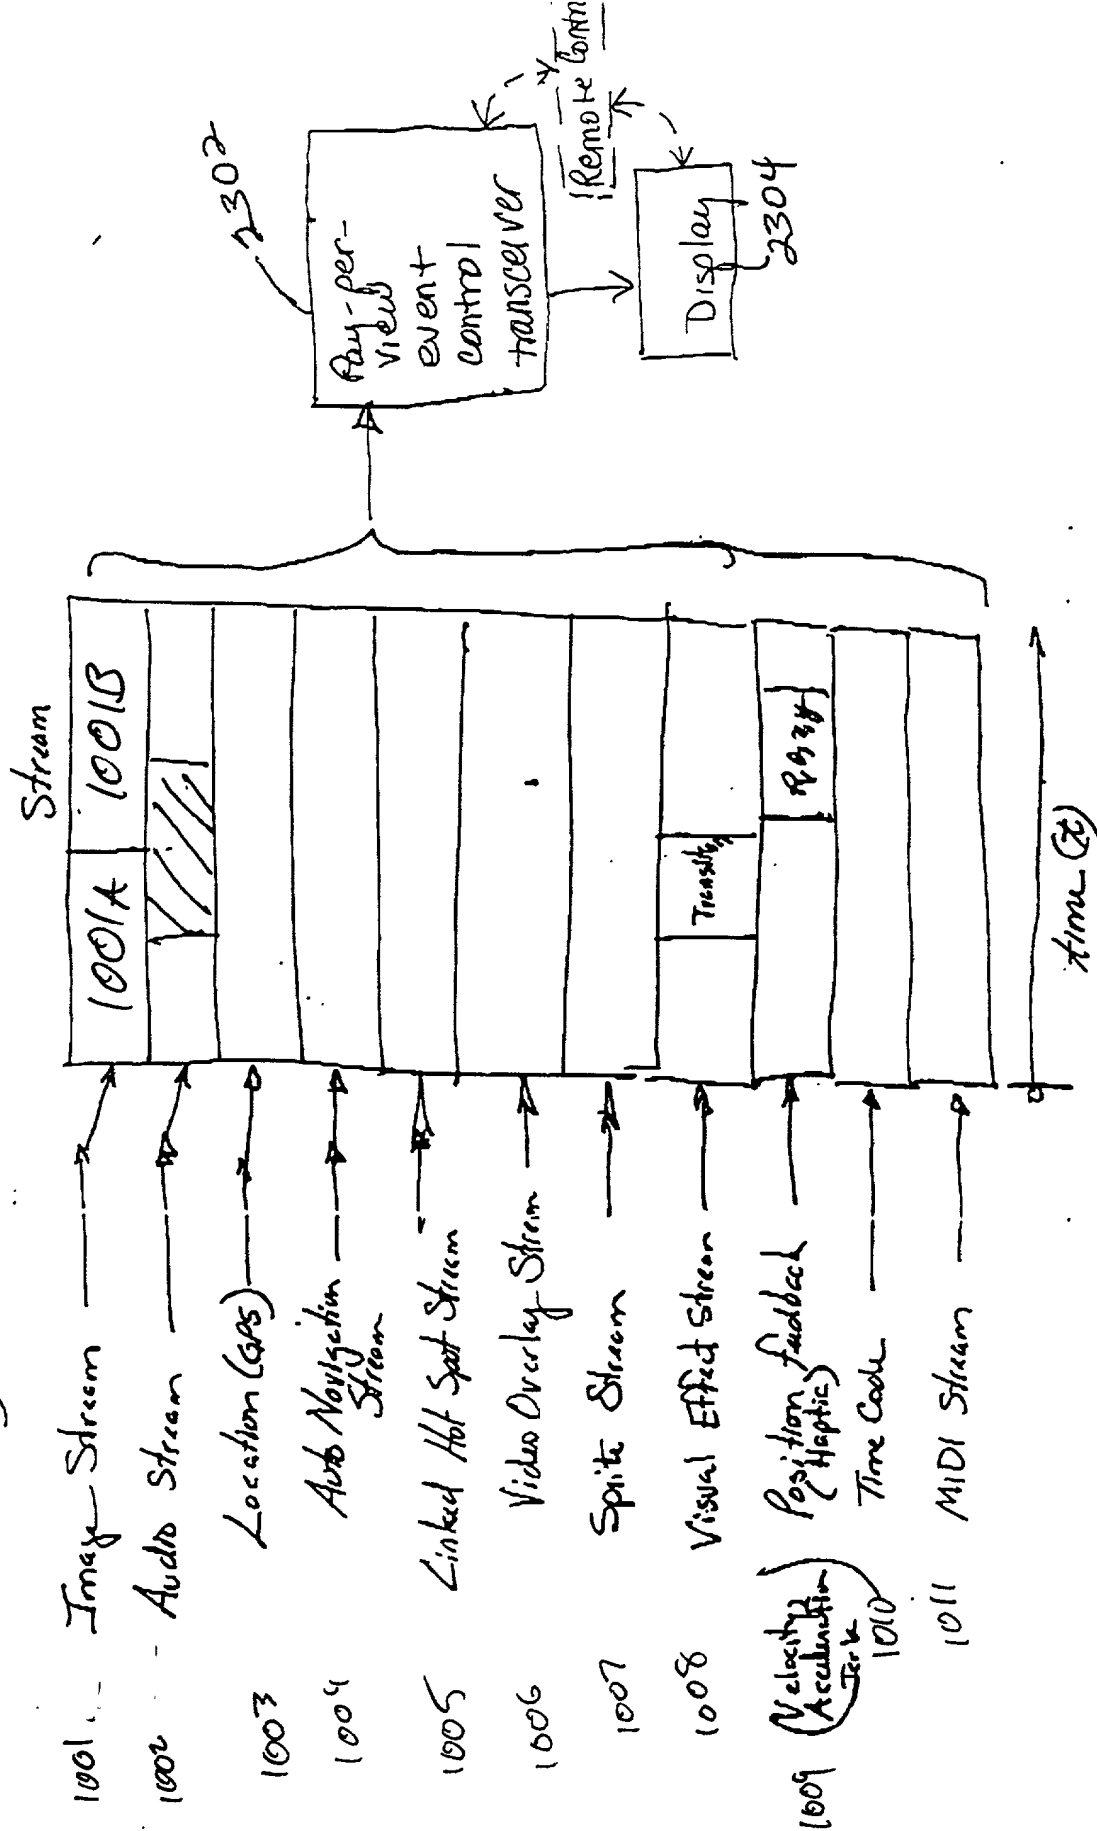 Stream
1001A
1001B
1001
Image Stream
1002
Audio Stream
1003
Location (GPS)
1004
Auto Navigation
Stream
1005
Linked Hot Spot Stream
1006
Video Overlay Stream
1007
Sprite Stream
1008
Visual Effect Stream
1009
(Velocity,
Acceleration
Jerk
Position feedback
(Haptic)
1010
Time Code
1011
MIDI Stream
time (t)
2302
Pay-per-
view
event
control
transceiver
Remote
Display
2304